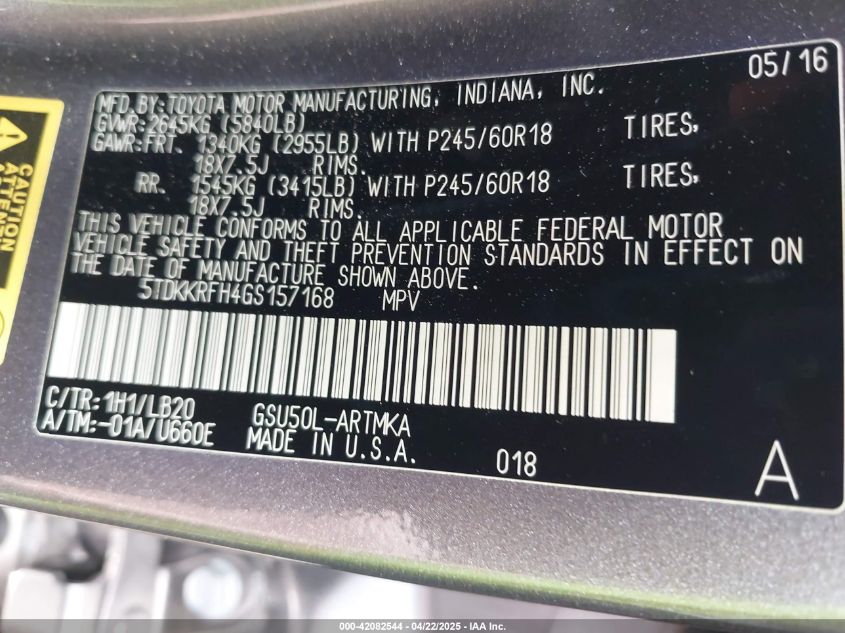 05/16
MFD.BY:TOYOTA MOTOR MANUFACTURING, INDIANA, INC.
GVWR:2645KG (5840LB)
GAWR:FRT. 1340KG (2955LB) WITH P245/60R18 TIRES,
18X7.5J RIMS.
RR. 1545KG (3415LB) WITH P245/60R18 TIRES,
18X7.5J RIMS.
THIS VEHICLE CONFORMS TO ALL APPLICABLE FEDERAL MOTOR
VEHICLE SAFETY AND THEFT PREVENTION STANDARDS IN EFFECT ON
THE DATE OF MANUFACTURE SHOWN ABOVE.
5TDKKRFH4GS157168 MPV
C/TR:1H1/LB20 GSU50L-ARTMKA
A/TM:-01A/U660E MADE IN U.S.A.
018
A
CAUTION
000-42082544 - 04/22/2025 - IAA Inc.